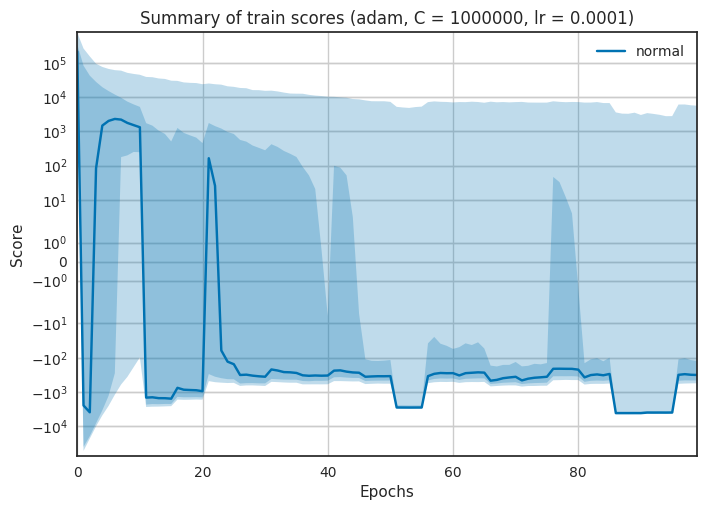 Summary of train scores (adam, C = 1000000, lr = 0.0001)
normal
Score
10⁵
10⁴
10³
10²
10¹
10⁰
0
−10⁰
−10¹
−10²
−10³
−10⁴
0 20 40 60 80
Epochs